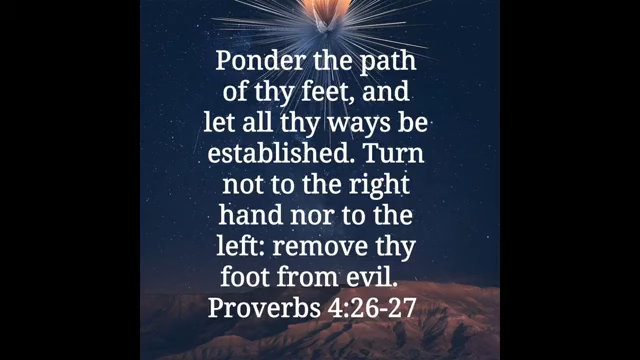 Ponder the path
of thy feet, and
let all thy ways be
established. Turn
not to the right
hand nor to the
left: remove thy
foot from evil.
Proverbs 4:26-27